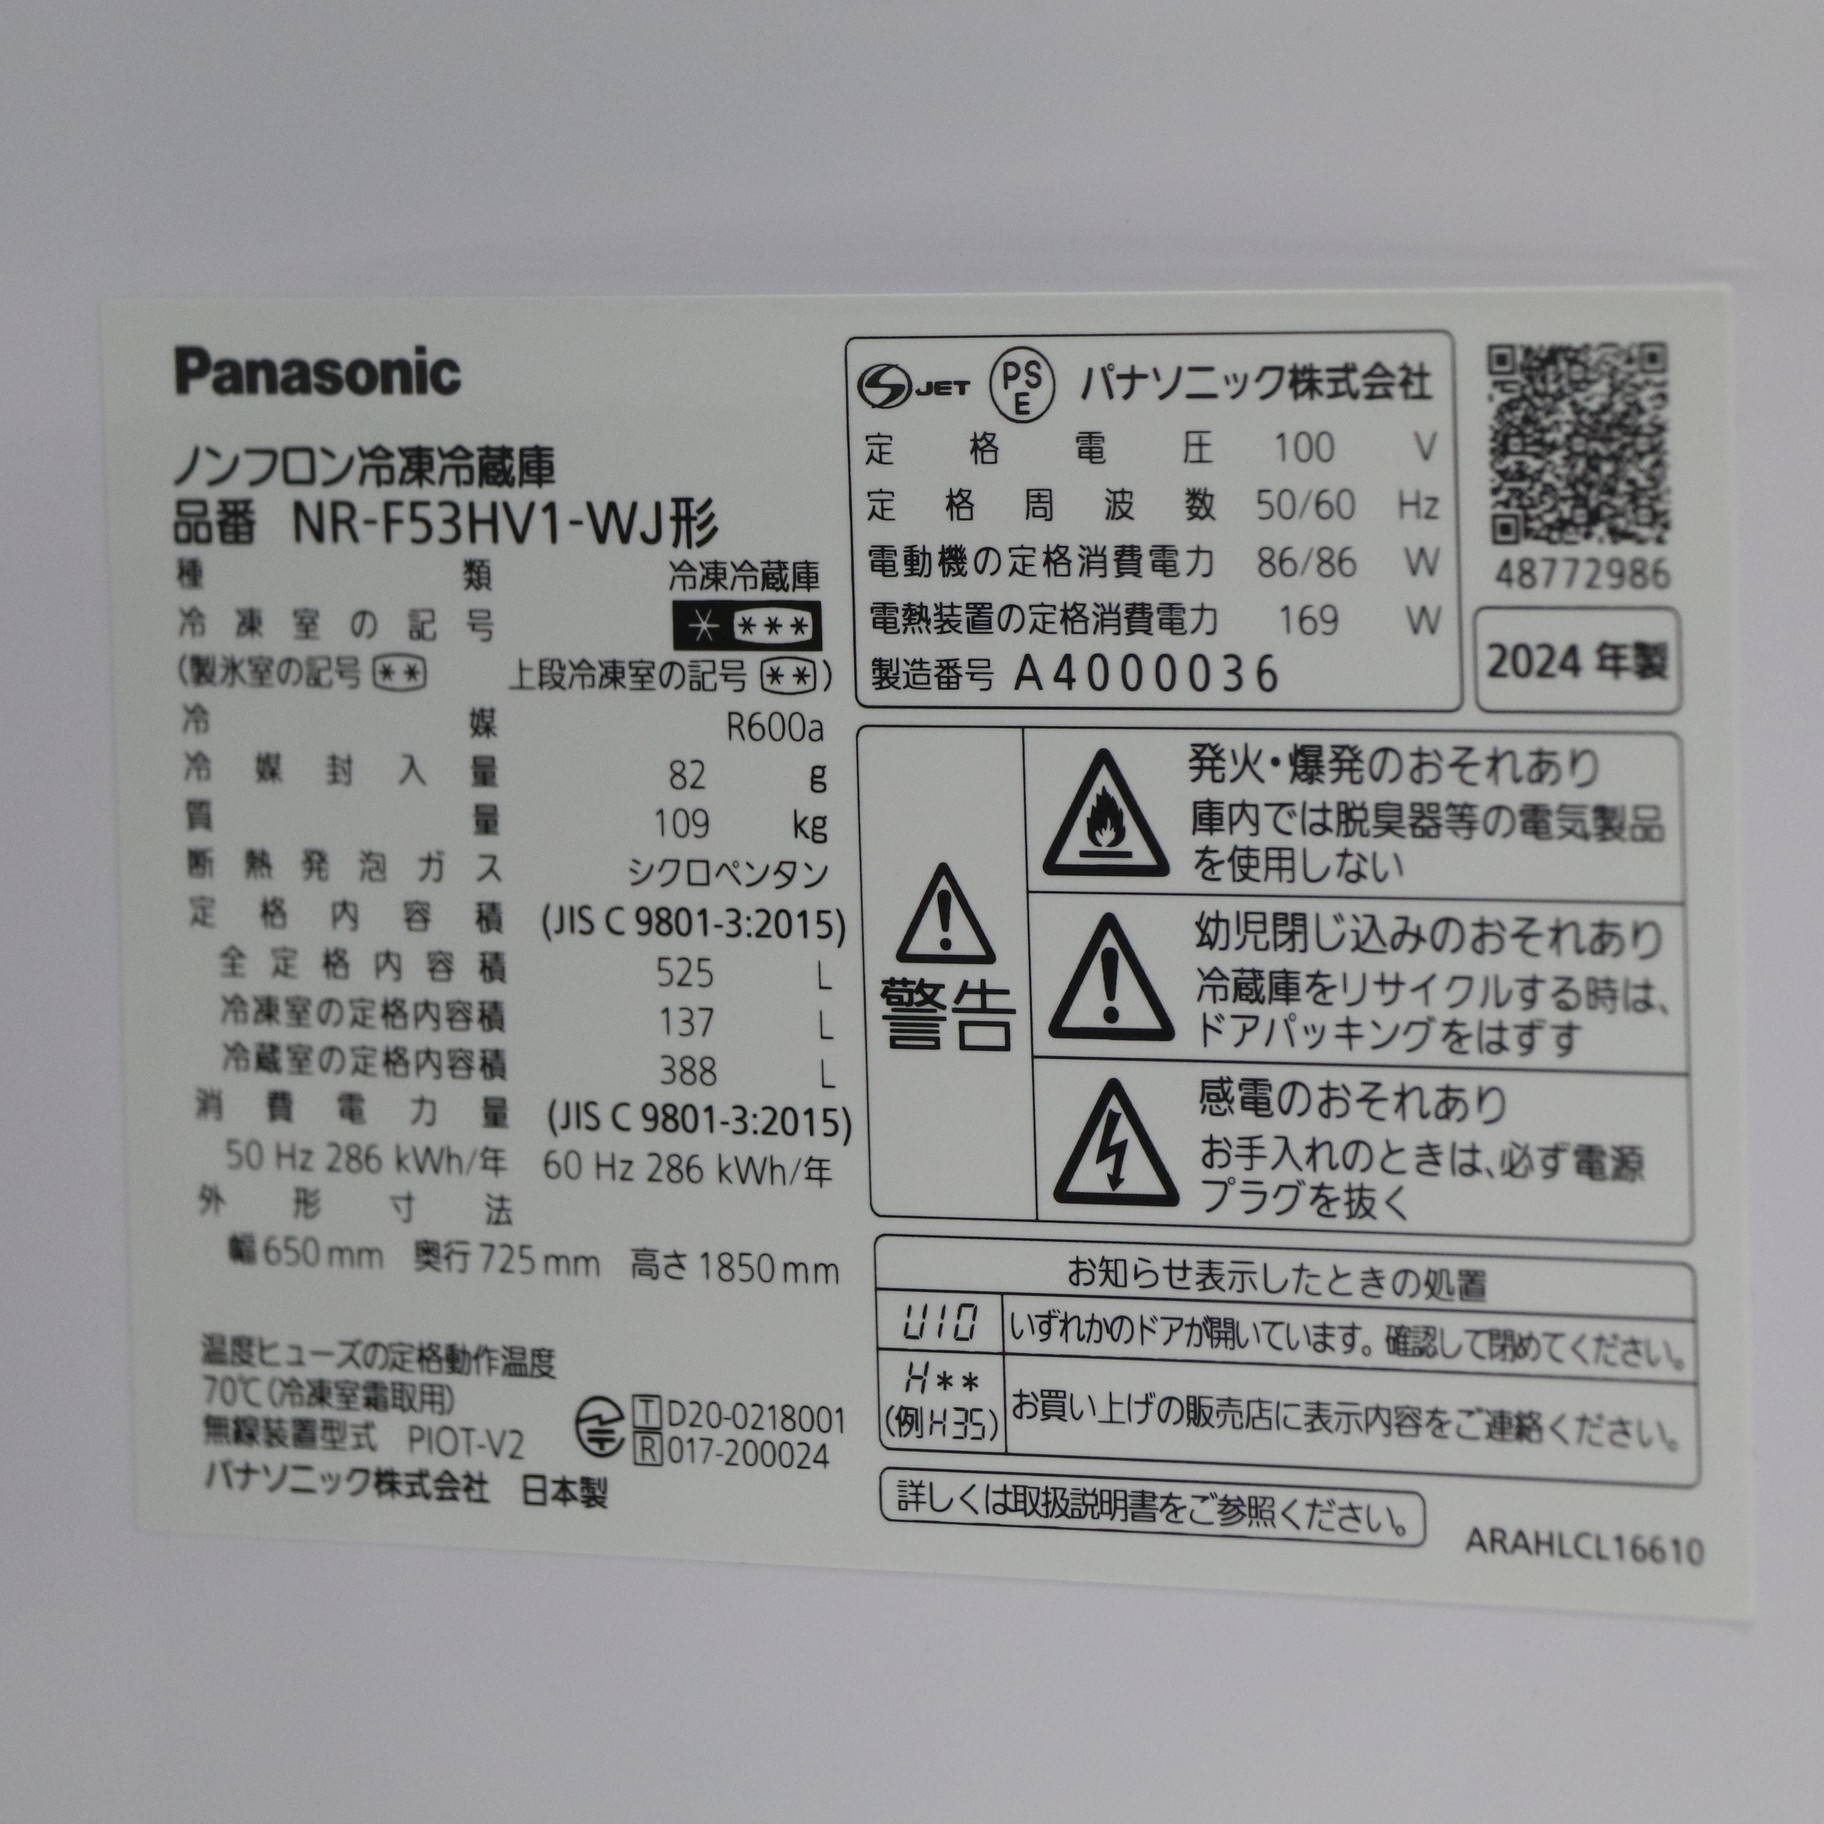 Panasonic
ノンフロン冷凍冷蔵庫
品番 NR-F53HV1-WJ形
種類 冷凍冷蔵庫
冷凍室の記号 * ***
(製氷室の記号 ** 上段冷凍室の記号 **)
冷媒 R600a
冷媒封入量 82 g
質量 109 kg
断熱発泡ガス シクロペンタン
定格内容積 (JIS C 9801-3:2015)
全定格内容積 525 L
冷凍室の定格内容積 137 L
冷蔵室の定格内容積 388 L
消費電力量 (JIS C 9801-3:2015)
50 Hz 286 kWh/年 60 Hz 286 kWh/年
外形寸法
幅650mm 奥行725mm 高さ1850mm
温度ヒューズの定格動作温度
70℃(冷凍室霜取用)
無線装置型式 PIOT-V2
T D20-0218001
R 017-200024
パナソニック株式会社 日本製
S JET PSE パナソニック株式会社
定格電圧 100 V
定格周波数 50/60 Hz
電動機の定格消費電力 86/86 W
電熱装置の定格消費電力 169 W
製造番号 A4000036
48772986
2024年製
警告
発火・爆発のおそれあり
庫内では脱臭器等の電気製品
を使用しない
幼児閉じ込みのおそれあり
冷蔵庫をリサイクルする時は、
ドアパッキングをはずす
感電のおそれあり
お手入れのときは、必ず電源
プラグを抜く
お知らせ表示したときの処置
U10 いずれかのドアが開いています。確認して閉めてください。
H**
(例H35) お買い上げの販売店に表示内容をご連絡ください。
詳しくは取扱説明書をご参照ください。
ARAHLCL16610